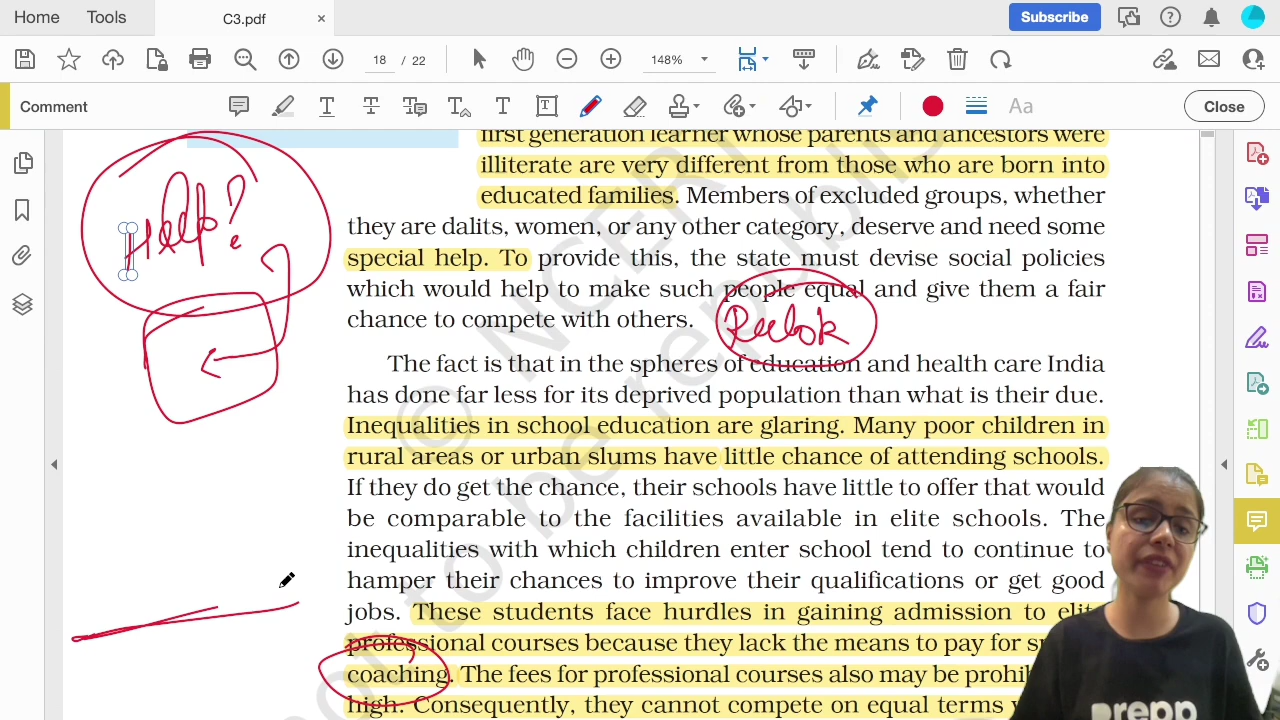 Home
Tools
C3.pdf
×
Subscribe
18 / 22
148%
Comment
T T T T T T
Aa
Close
first generation learner whose parents and ancestors were
illiterate are very different from those who are born into
educated families. Members of excluded groups, whether
they are dalits, women, or any other category, deserve and need some
special help. To provide this, the state must devise social policies
which would help to make such people equal and give them a fair
chance to compete with others.
Help?
The fact is that in the spheres of education and health care India
has done far less for its deprived population than what is their due.
Inequalities in school education are glaring. Many poor children in
rural areas or urban slums have little chance of attending schools.
If they do get the chance, their schools have little to offer that would
be comparable to the facilities available in elite schools. The
inequalities with which children enter school tend to continue to
hamper their chances to improve their qualifications or get good
jobs. These students face hurdles in gaining admission to elite
professional courses because they lack the means to pay for
coaching. The fees for professional courses also may be
high. Consequently, they cannot compete on equal terms
© NCERT
not to be republi
prepp